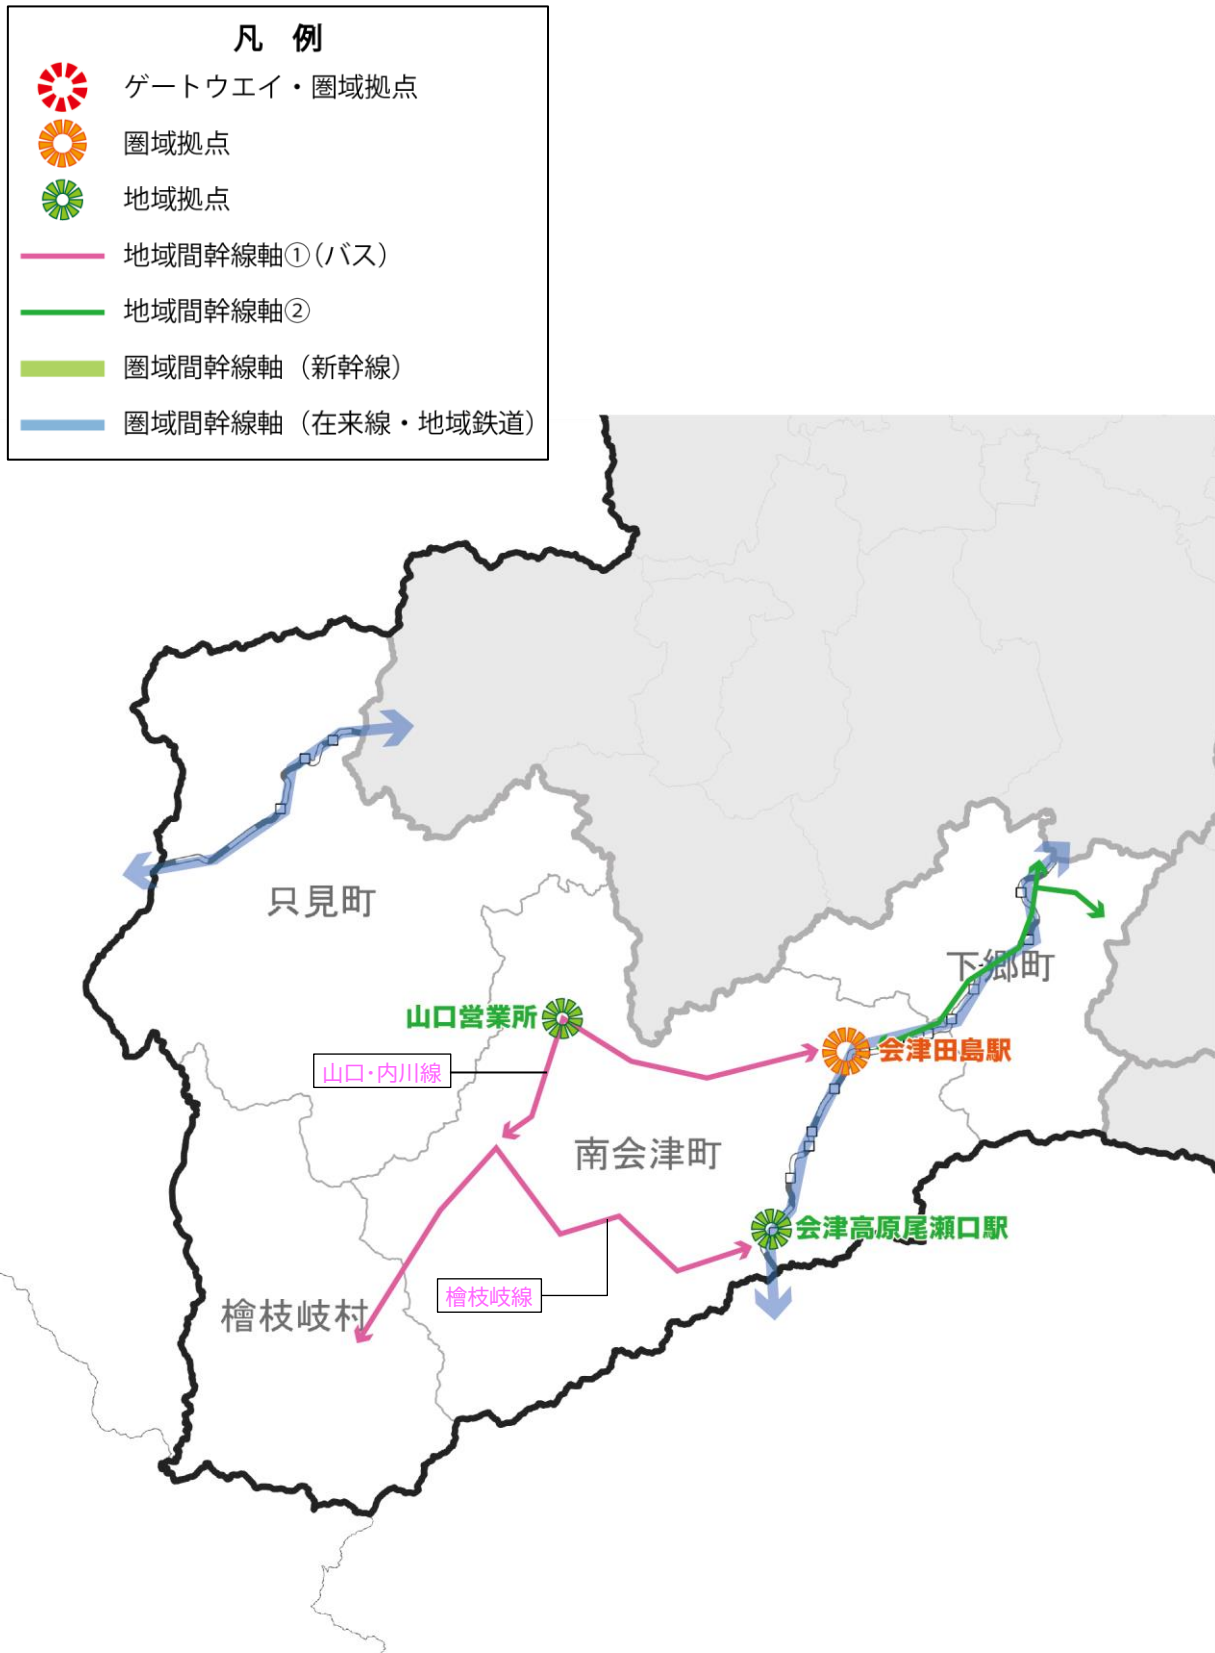 凡　例
ゲートウエイ・圏域拠点
圏域拠点
地域拠点
地域間幹線軸①(バス)
地域間幹線軸②
圏域間幹線軸（新幹線）
圏域間幹線軸（在来線・地域鉄道）
只見町
下郷町
山口営業所
会津田島駅
山口・内川線
南会津町
会津高原尾瀬口駅
檜枝岐線
檜枝岐村